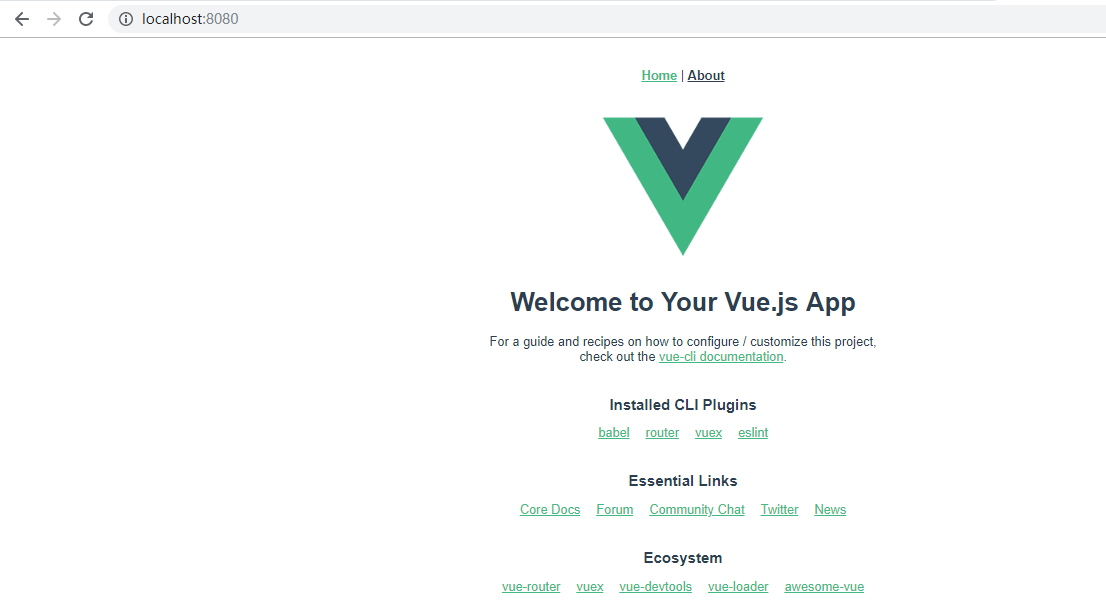 localhost:8080
Home | About
Welcome to Your Vue.js App
For a guide and recipes on how to configure / customize this project,
check out the vue-cli documentation.
Installed CLI Plugins
babel router vuex eslint
Essential Links
Core Docs Forum Community Chat Twitter News
Ecosystem
vue-router vuex vue-devtools vue-loader awesome-vue